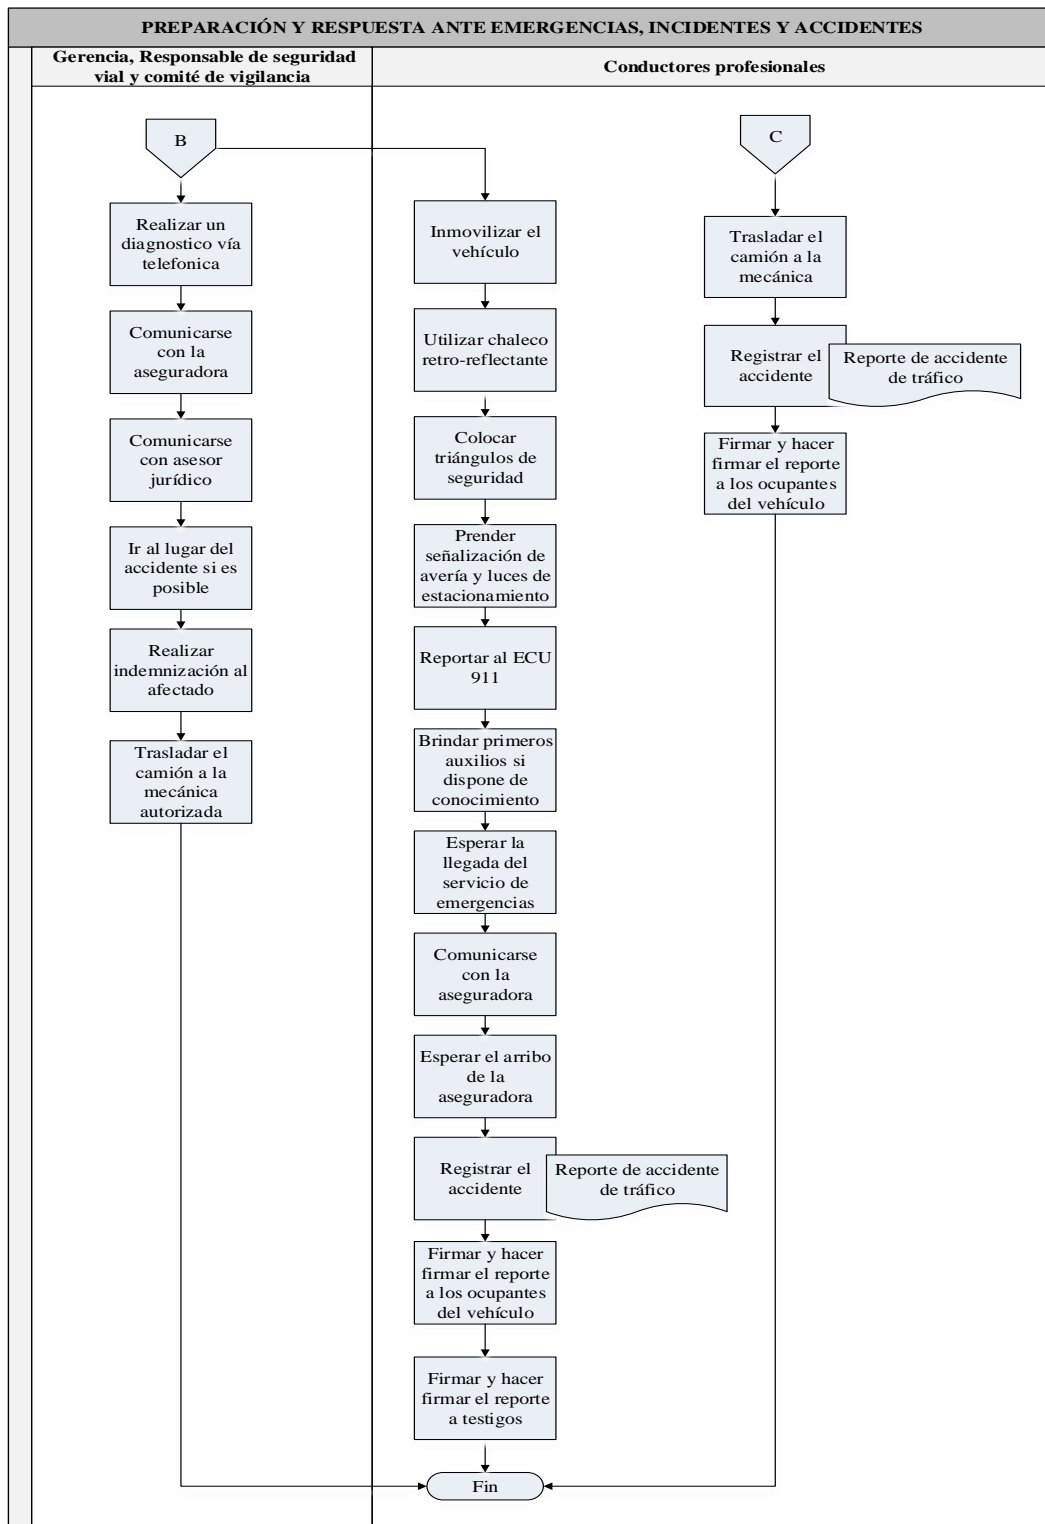 PREPARACIÓN Y RESPUESTA ANTE EMERGENCIAS, INCIDENTES Y ACCIDENTES
Gerencia, Responsable de seguridad
vial y comité de vigilancia
Conductores profesionales
B
Realizar un
diagnostico vía
telefonica
Comunicarse
con la
aseguradora
Comunicarse
con asesor
jurídico
Ir al lugar del
accidente si es
posible
Realizar
indemnización al
afectado
Trasladar el
camión a la
mecánica
autorizada
Inmovilizar el
vehículo
Utilizar chaleco
retro-reflectante
Colocar
triángulos de
seguridad
Prender
señalización de
avería y luces de
estacionamiento
Reportar al ECU
911
Brindar primeros
auxilios si
dispone de
conocimiento
Esperar la
llegada del
servicio de
emergencias
Comunicarse
con la
aseguradora
Esperar el arribo
de la
aseguradora
Registrar el
accidente
Reporte de accidente
de tráfico
Firmar y hacer
firmar el reporte
a los ocupantes
del vehículo
Firmar y hacer
firmar el reporte
a testigos
Fin
C
Trasladar el
camión a la
mecánica
Registrar el
accidente
Reporte de accidente
de tráfico
Firmar y hacer
firmar el reporte
a los ocupantes
del vehículo